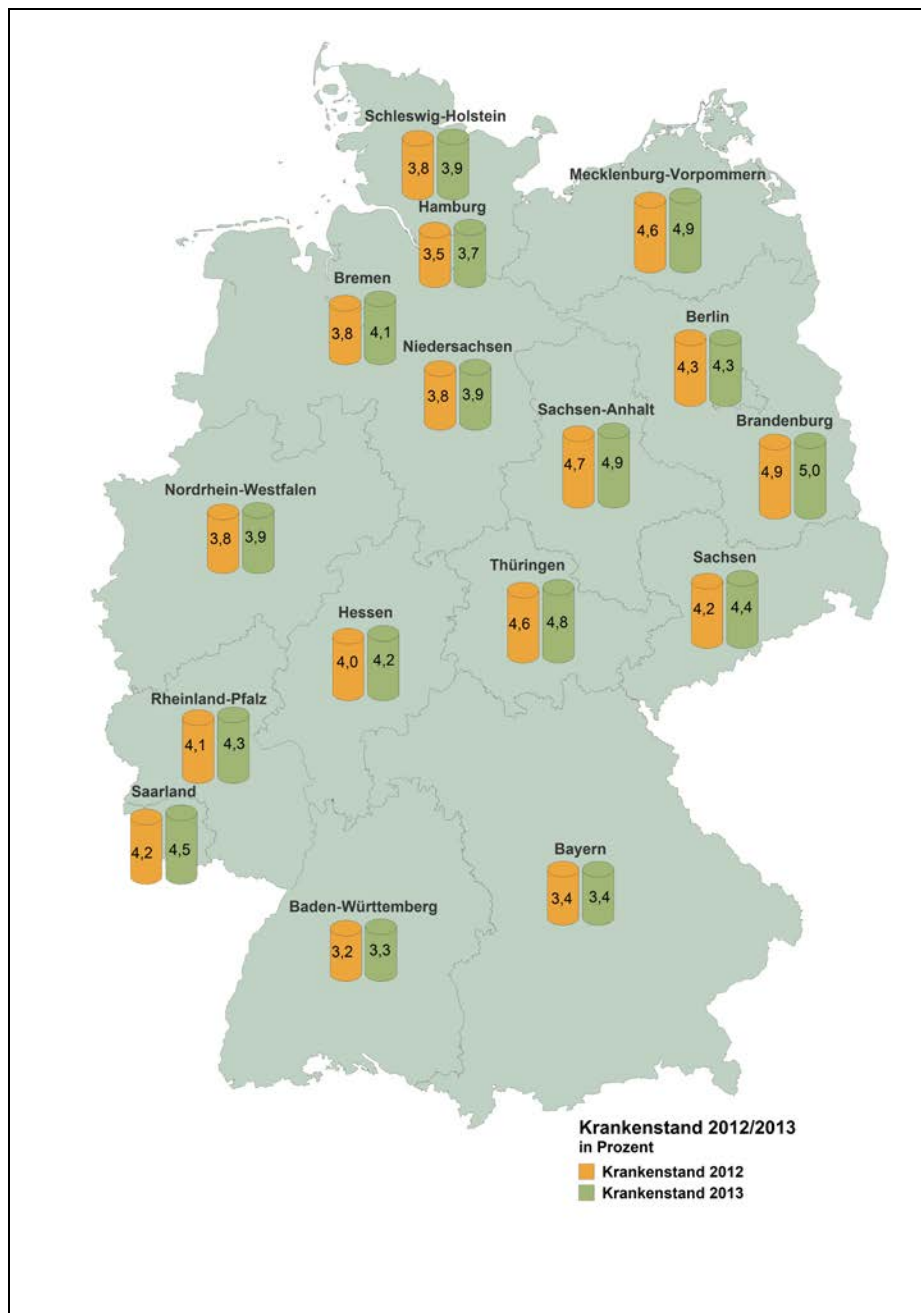 Schleswig-Holstein
3,8 3,9
Mecklenburg-Vorpommern
4,6 4,9
Hamburg
3,5 3,7
Bremen
3,8 4,1
Berlin
4,3 4,3
Niedersachsen
3,8 3,9
Sachsen-Anhalt
4,7 4,9
Brandenburg
4,9 5,0
Nordrhein-Westfalen
3,8 3,9
Thüringen
4,6 4,8
Sachsen
4,2 4,4
Hessen
4,0 4,2
Rheinland-Pfalz
4,1 4,3
Saarland
4,2 4,5
Bayern
3,4 3,4
Baden-Württemberg
3,2 3,3
Krankenstand 2012/2013
in Prozent
Krankenstand 2012
Krankenstand 2013